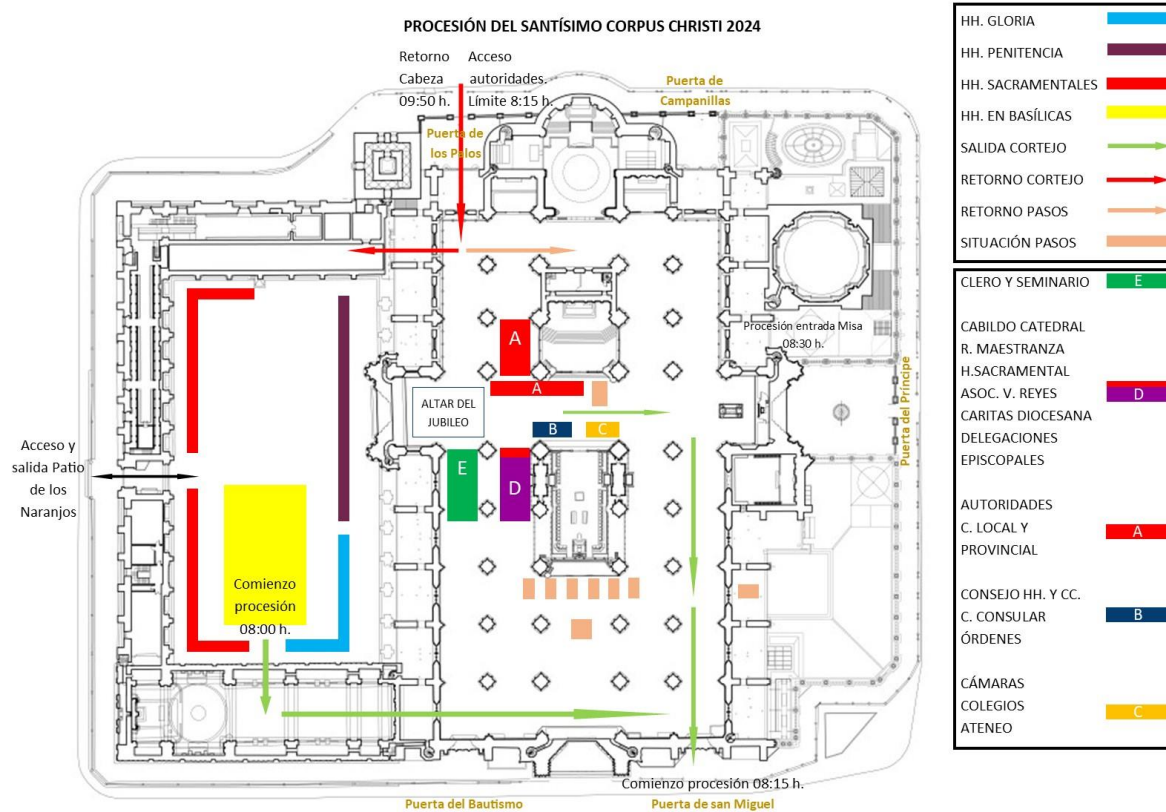 PROCESIÓN DEL SANTÍSIMO CORPUS CHRISTI 2024
Retorno
Cabeza
09:50 h.
Acceso
autoridades.
Límite 8:15 h.
Puerta de
Campanillas
Puerta de
los Palos
A
Procesión entrada Misa
08:30 h.
A
ALTAR DEL
JUBILEO
B
C
Puerta del Príncipe
Acceso y
salida Patio
de los
Naranjos
E
D
Comienzo
procesión
08:00 h.
Comienzo procesión 08:15 h.
Puerta del Bautismo
Puerta de san Miguel
HH. GLORIA
HH. PENITENCIA
HH. SACRAMENTALES
HH. EN BASÍLICAS
SALIDA CORTEJO
RETORNO CORTEJO
RETORNO PASOS
SITUACIÓN PASOS
CLERO Y SEMINARIO E
CABILDO CATEDRAL
R. MAESTRANZA
H.SACRAMENTAL
ASOC. V. REYES D
CARITAS DIOCESANA
DELEGACIONES
EPISCOPALES
AUTORIDADES
C. LOCAL Y A
PROVINCIAL
CONSEJO HH. Y CC.
C. CONSULAR B
ÓRDENES
CÁMARAS
COLEGIOS C
ATENEO